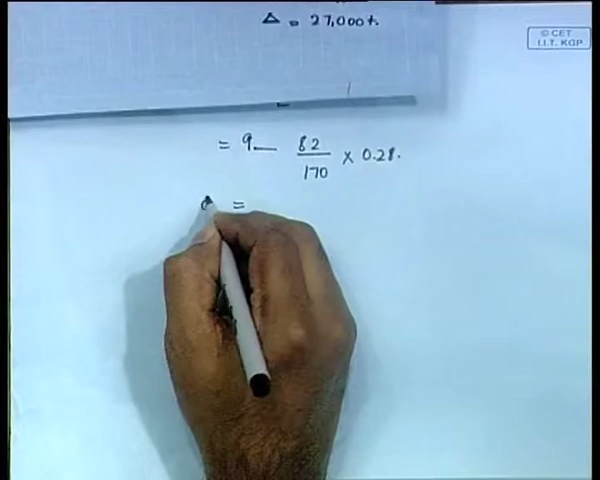 Δ = 27,000 t.
© CET
I.I.T. KGP
= 9 — 82/170 × 0.28.
=